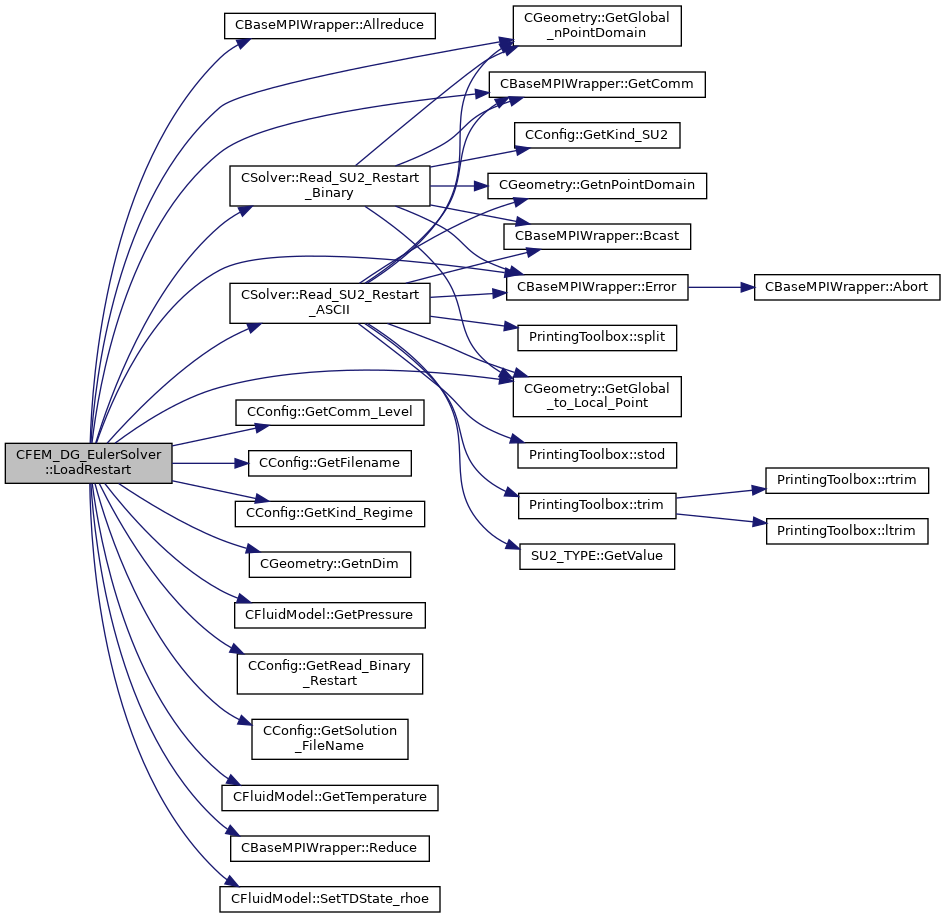 CBaseMPIWrapper::Allreduce
CGeometry::GetGlobal
_nPointDomain
CBaseMPIWrapper::GetComm
CConfig::GetKind_SU2
CSolver::Read_SU2_Restart
_Binary
CGeometry::GetnPointDomain
CBaseMPIWrapper::Bcast
CBaseMPIWrapper::Error
CBaseMPIWrapper::Abort
CSolver::Read_SU2_Restart
_ASCII
PrintingToolbox::split
CGeometry::GetGlobal
_to_Local_Point
CConfig::GetComm_Level
CFEM_DG_EulerSolver
::LoadRestart
CConfig::GetFilename
PrintingToolbox::stod
PrintingToolbox::rtrim
PrintingToolbox::trim
CConfig::GetKind_Regime
PrintingToolbox::ltrim
SU2_TYPE::GetValue
CGeometry::GetnDim
CFluidModel::GetPressure
CConfig::GetRead_Binary
_Restart
CConfig::GetSolution
_FileName
CFluidModel::GetTemperature
CBaseMPIWrapper::Reduce
CFluidModel::SetTDState_rhoe